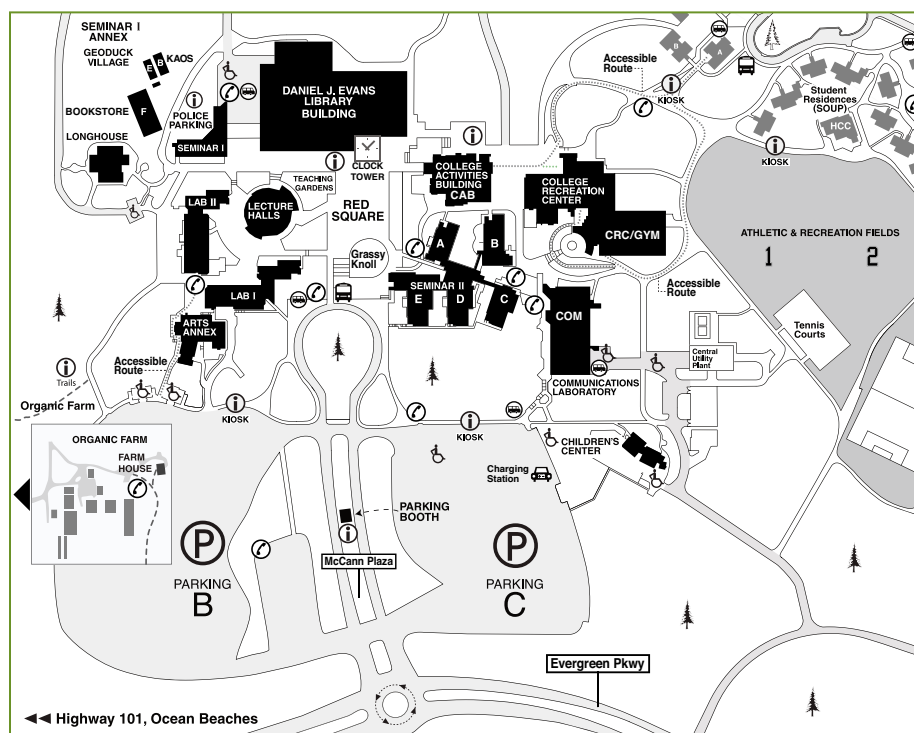 SEMINAR I
ANNEX
GEODUCK
VILLAGE
E
B
KAOS
BOOKSTORE
F
POLICE
PARKING
LONGHOUSE
SEMINAR I
DANIEL J. EVANS
LIBRARY
BUILDING
CLOCK
TOWER
TEACHING
GARDENS
LAB II
LECTURE
HALLS
RED
SQUARE
COLLEGE
ACTIVITIES
BUILDING
CAB
COLLEGE
RECREATION
CENTER
CRC/GYM
Accessible
Route
KIOSK
B
A
Student
Residences
(SOUP)
HCC
KIOSK
ATHLETIC & RECREATION FIELDS
1
2
Grassy
Knoll
A
B
SEMINAR II
E
D
C
LAB I
COM
Accessible
Route
Tennis
Courts
Central
Utility
Plant
ARTS
ANNEX
Accessible
Route
Trails
Organic Farm
KIOSK
KIOSK
COMMUNICATIONS
LABORATORY
CHILDREN'S
CENTER
Charging
Station
ORGANIC FARM
FARM
HOUSE
PARKING
BOOTH
McCann Plaza
P
PARKING
B
P
PARKING
C
Evergreen Pkwy
Highway 101, Ocean Beaches